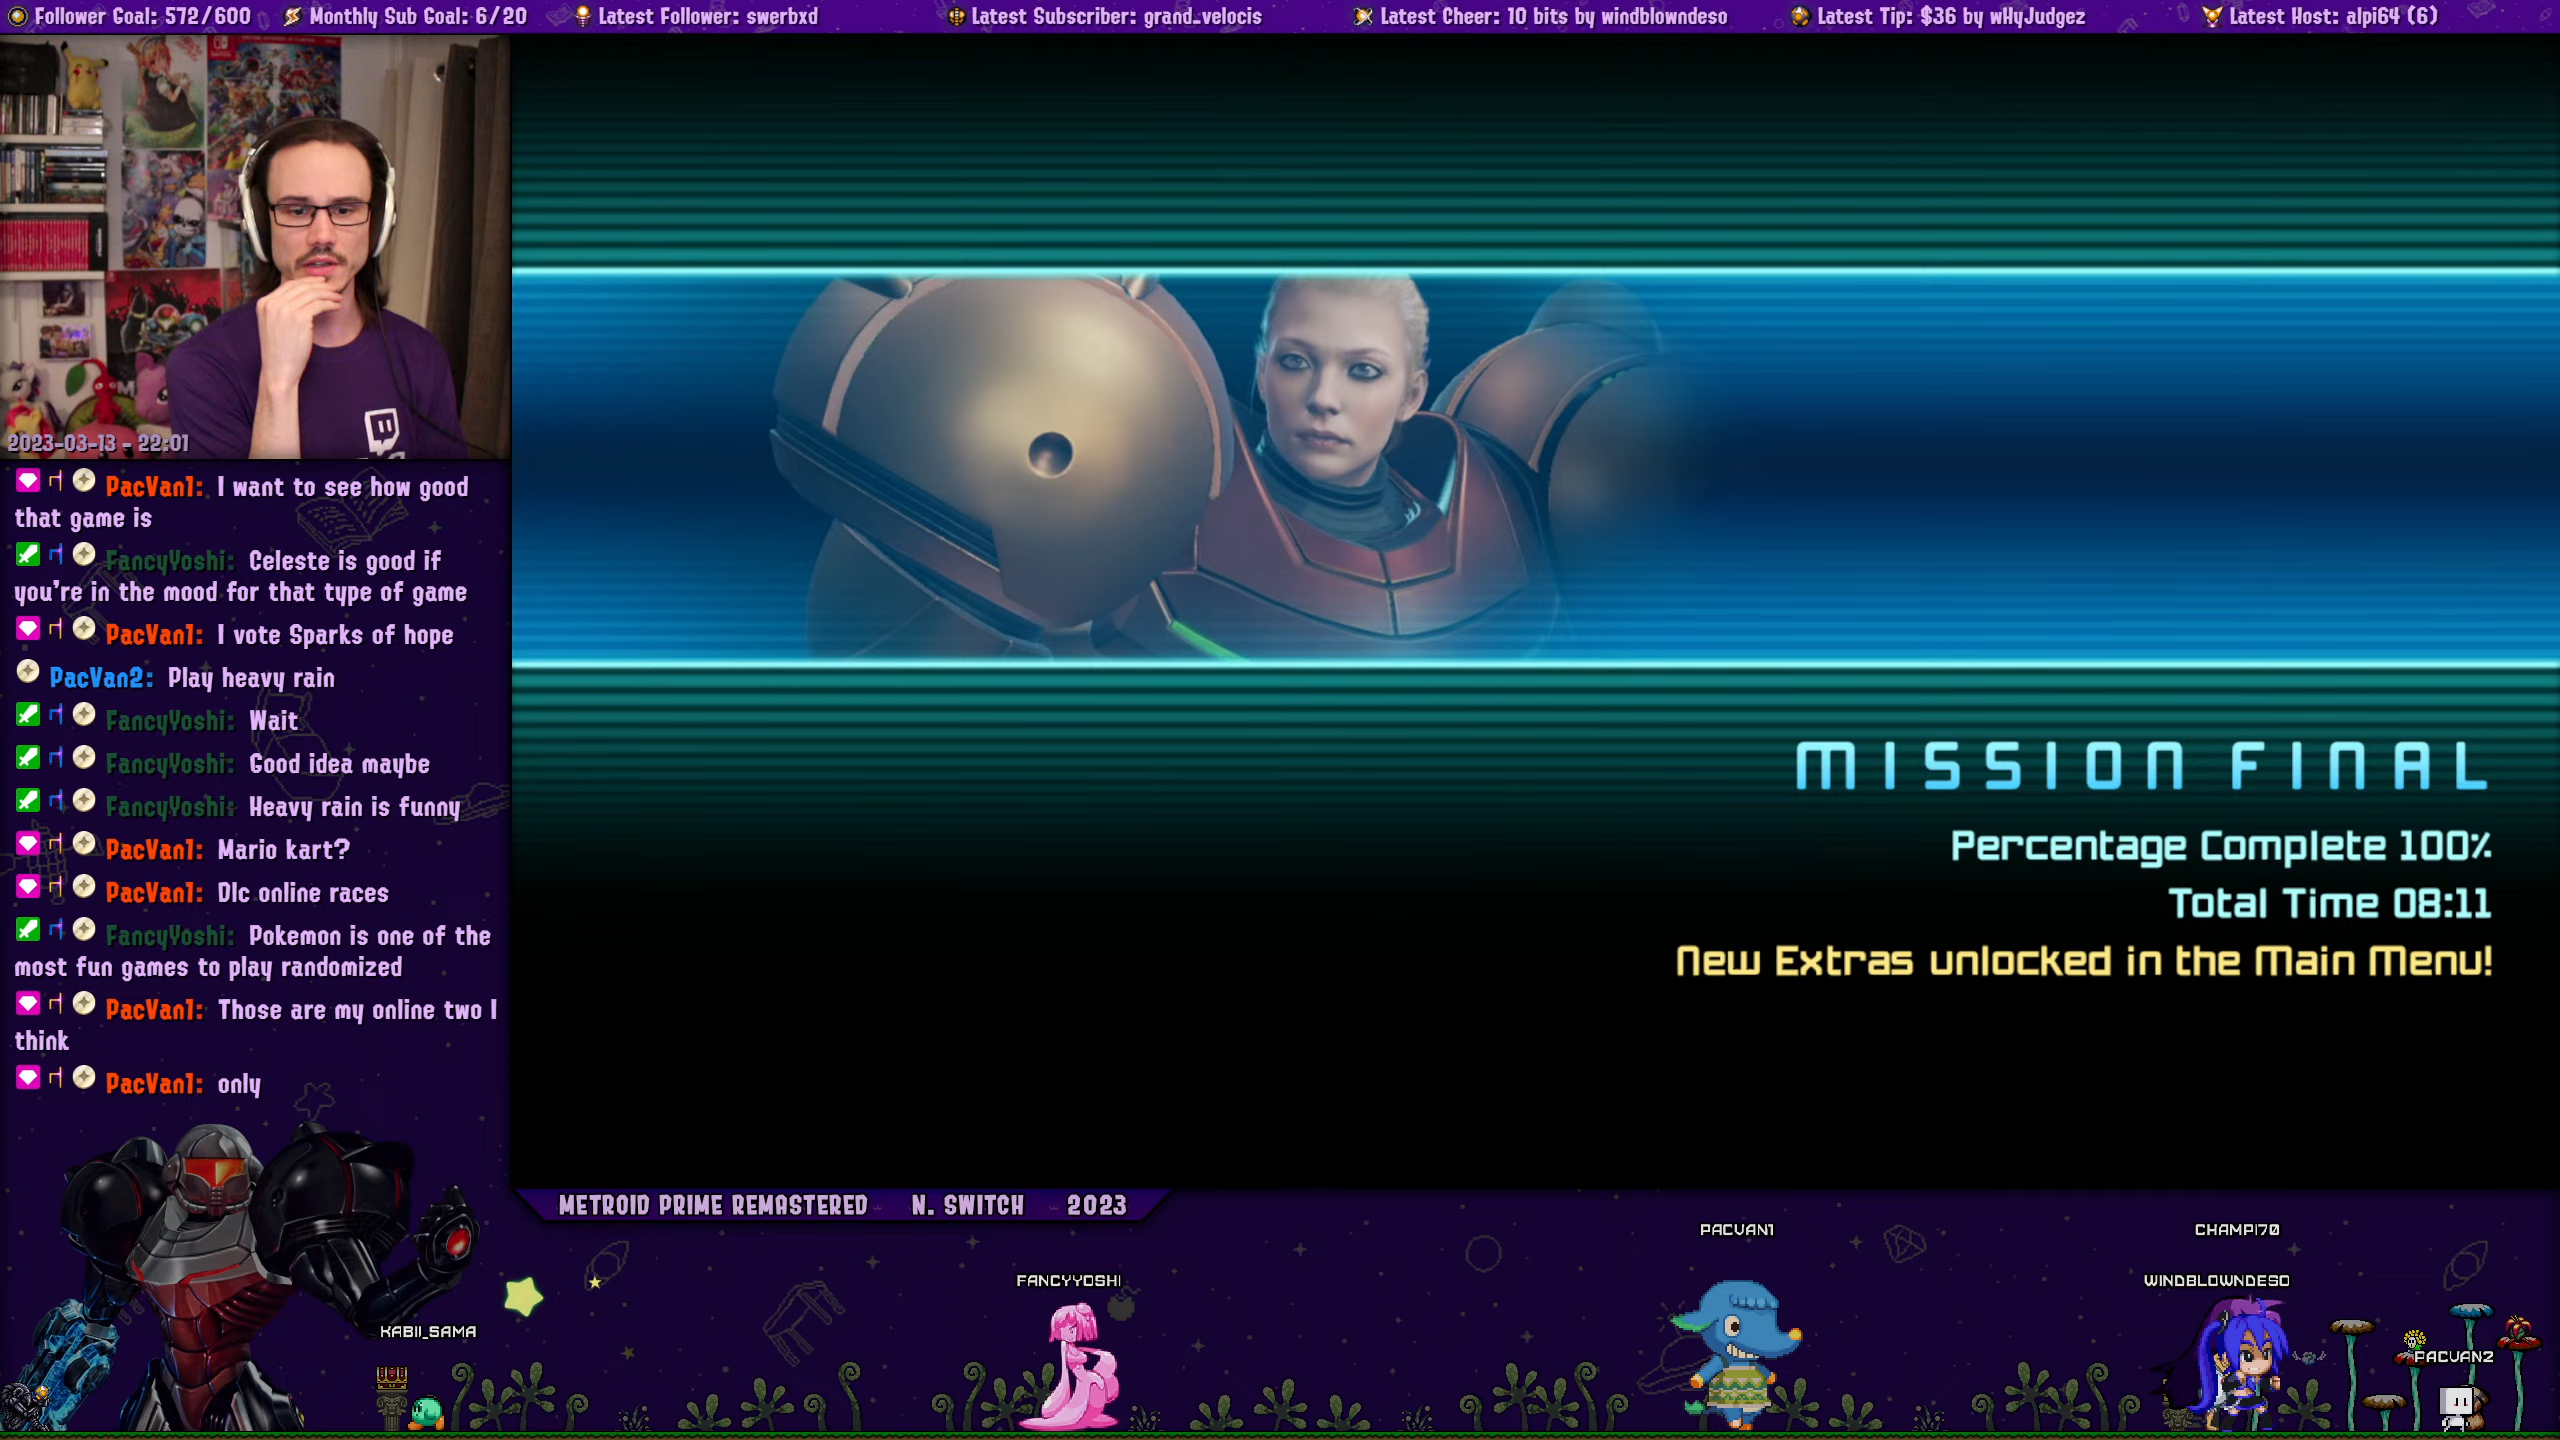 Follower Goal: 572/600
Monthly Sub Goal: 6/20
Latest Follower: swerbxd
Latest Subscriber: grand_velocis
Latest Cheer: 10 bits by windblowndeso
Latest Tip: $36 by wHyJudgez
Latest Host: alpi64 (6)
2023-03-13 - 22:01
PacVan1: I want to see how good
that game is
FancyYoshi: Celeste is good if
you're in the mood for that type of game
PacVan1: I vote Sparks of hope
PacVan2: Play heavy rain
FancyYoshi: Wait
FancyYoshi: Good idea maybe
FancyYoshi: Heavy rain is funny
PacVan1: Mario kart?
PacVan1: Dlc online races
FancyYoshi: Pokemon is one of the
most fun games to play randomized
PacVan1: Those are my online two I
think
PacVan1: only
MISSION FINAL
Percentage Complete 100%
Total Time 08:11
New Extras unlocked in the Main Menu!
METROID PRIME REMASTERED N. SWITCH 2023
KABII_SAMA
FANCYYOSHI
PACVAN1
CHAMPI70
WINDBLOWNDESO
PACVAN2